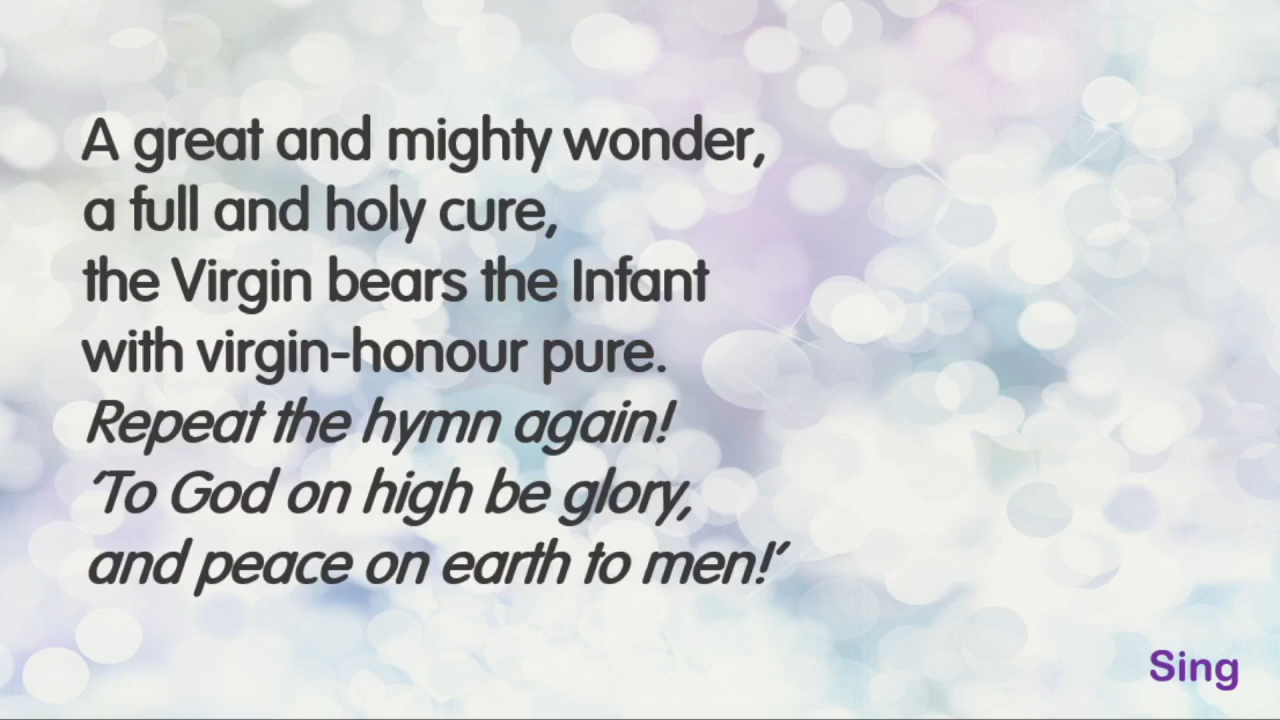 A great and mighty wonder,
a full and holy cure,
the Virgin bears the Infant
with virgin-honour pure.
Repeat the hymn again!
‘To God on high be glory,
and peace on earth to men!’
Sing